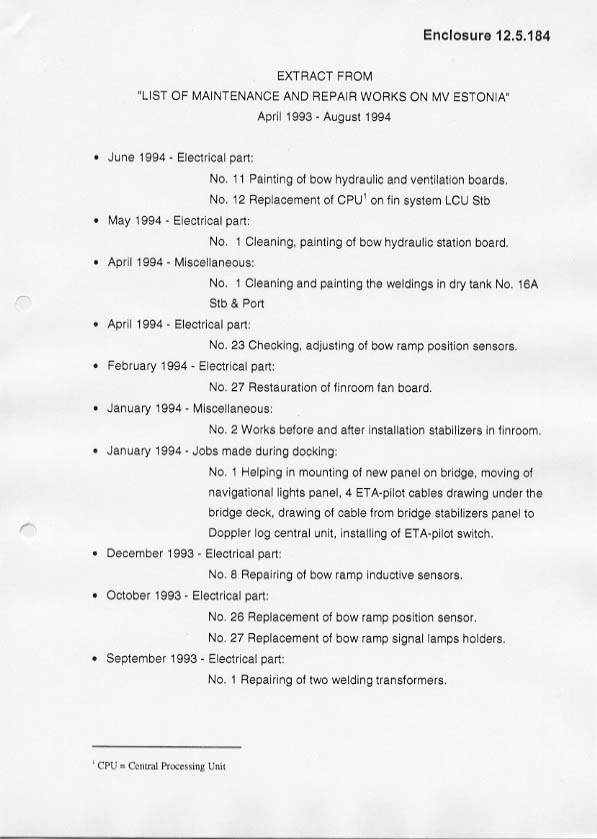 Enclosure 12.5.184
EXTRACT FROM
"LIST OF MAINTENANCE AND REPAIR WORKS ON MV ESTONIA"
April 1993 - August 1994
• June 1994 - Electrical part:
No. 11 Painting of bow hydraulic and ventilation boards.
No. 12 Replacement of CPU¹ on fin system LCU Stb
• May 1994 - Electrical part:
No. 1 Cleaning, painting of bow hydraulic station board.
• April 1994 - Miscellaneous:
No. 1 Cleaning and painting the weldings in dry tank No. 16A
Stb & Port
• April 1994 - Electrical part:
No. 23 Checking, adjusting of bow ramp position sensors.
• February 1994 - Electrical part:
No. 27 Restauration of finroom fan board.
• January 1994 - Miscellaneous:
No. 2 Works before and after installation stabilizers in finroom.
• January 1994 - Jobs made during docking:
No. 1 Helping in mounting of new panel on bridge, moving of
navigational lights panel, 4 ETA-pilot cables drawing under the
bridge deck, drawing of cable from bridge stabilizers panel to
Doppler log central unit, installing of ETA-pilot switch.
• December 1993 - Electrical part:
No. 8 Repairing of bow ramp inductive sensors.
• October 1993 - Electrical part:
No. 26 Replacement of bow ramp position sensor.
No. 27 Replacement of bow ramp signal lamps holders.
• September 1993 - Electrical part:
No. 1 Repairing of two welding transformers.
¹ CPU = Central Processing Unit